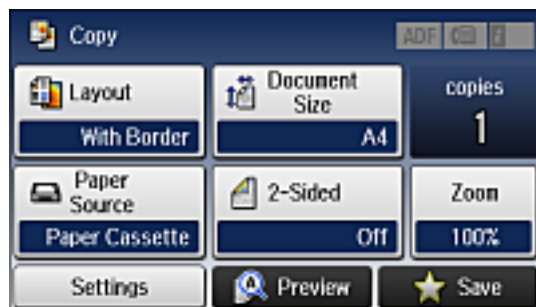 Copy
ADF
Layout
With Border
Document
Size
A4
copies
1
Paper
Source
Paper Cassette
2-Sided
Off
Zoom
100%
Settings
Preview
Save